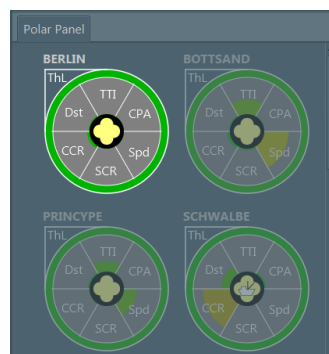 Polar Panel
BERLIN
ThL
TTI
Dst
CPA
CCR
Spd
SCR
BOTTSAND
ThL
TTI
Dst
CPA
CCR
Spd
SCR
PRINCYPE
ThL
TTI
Dst
CPA
CCR
Spd
SCR
SCHWALBE
ThL
TTI
Dst
CPA
CCR
Spd
SCR